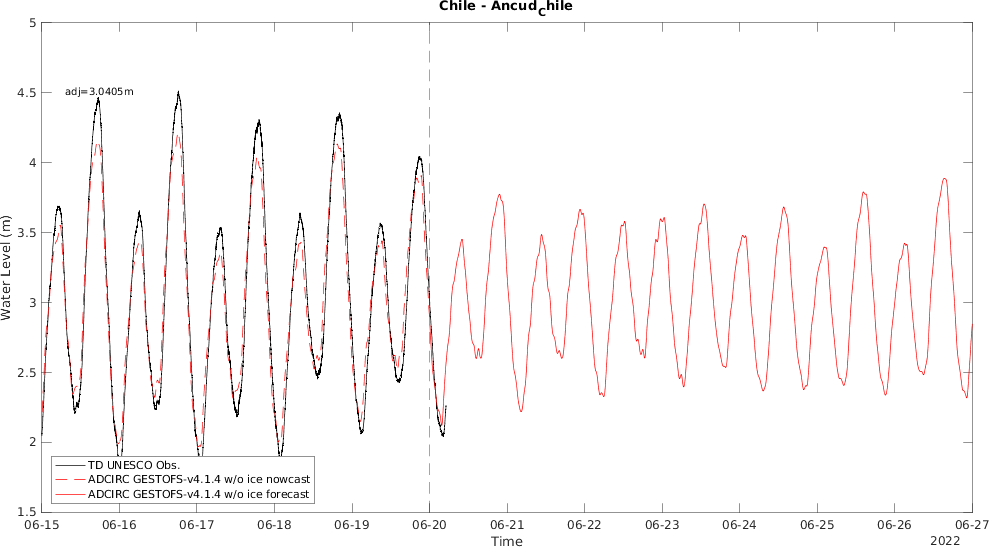 Chile - Ancud_Chile
adj=3.0405m
5
4.5
4
3.5
3
2.5
2
1.5
Water Level (m)
TD UNESCO Obs.
ADCIRC GESTOFS-v4.1.4 w/o ice nowcast
ADCIRC GESTOFS-v4.1.4 w/o ice forecast
06-15 06-16 06-17 06-18 06-19 06-20 06-21 06-22 06-23 06-24 06-25 06-26 06-27
Time
2022